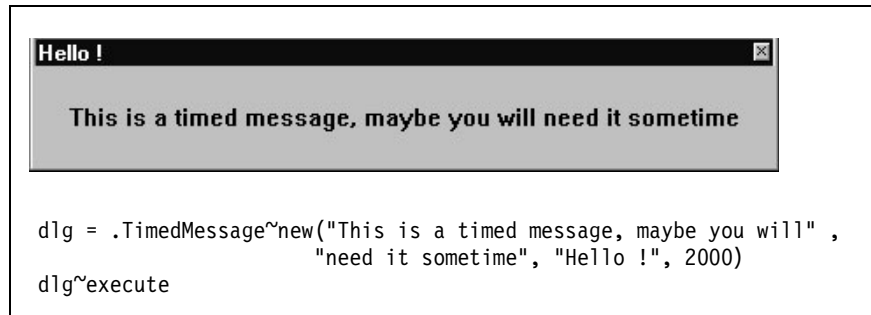 Hello !
This is a timed message, maybe you will need it sometime
dlg = .TimedMessage~new("This is a timed message, maybe you will" ,
"need it sometime", "Hello !", 2000)
dlg~execute